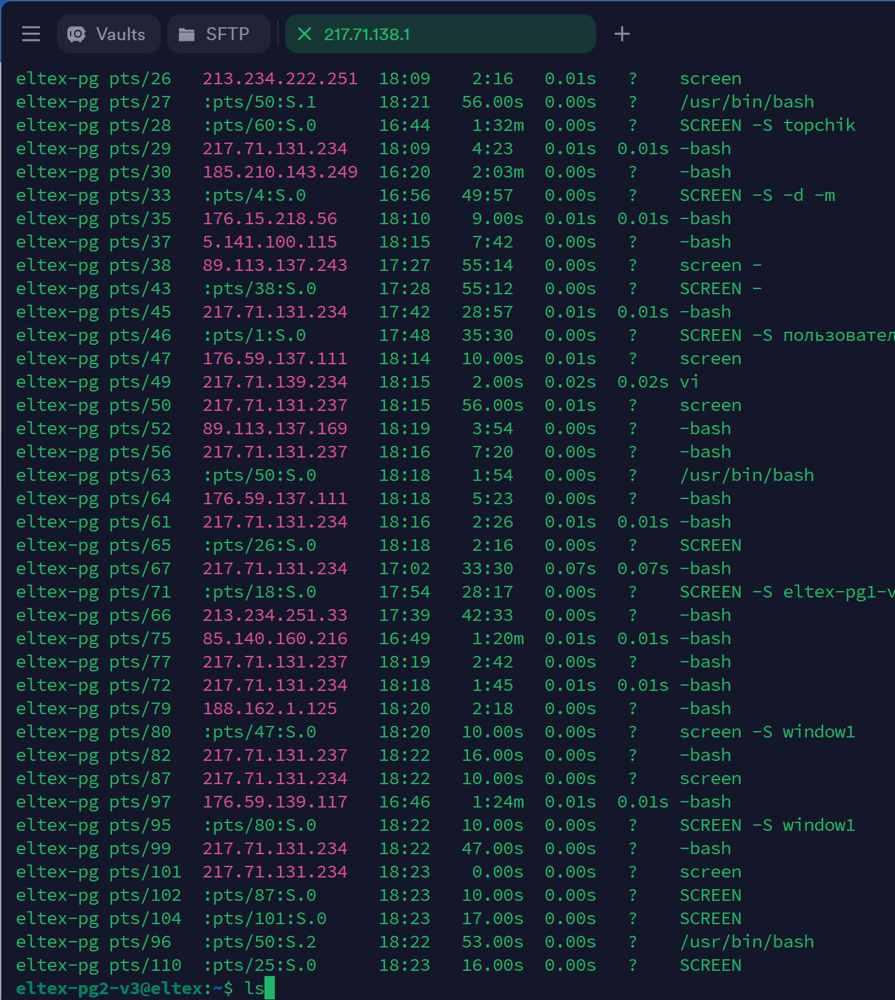 Vaults SFTP 217.71.138.1
eltex-pg pts/26 213.234.222.251 18:09 2:16 0.01s ? screen
eltex-pg pts/27 :pts/50:S.1 18:21 56.00s 0.00s ? /usr/bin/bash
eltex-pg pts/28 :pts/60:S.0 16:44 1:32m 0.00s ? SCREEN -S topchik
eltex-pg pts/29 217.71.131.234 18:09 4:23 0.01s 0.01s -bash
eltex-pg pts/30 185.210.143.249 16:20 2:03m 0.00s ? -bash
eltex-pg pts/33 :pts/4:S.0 16:56 49:57 0.00s ? SCREEN -S -d -m
eltex-pg pts/35 176.15.218.56 18:10 9.00s 0.01s 0.01s -bash
eltex-pg pts/37 5.141.100.115 18:15 7:42 0.00s ? -bash
eltex-pg pts/38 89.113.137.243 17:27 55:14 0.00s ? screen -
eltex-pg pts/43 :pts/38:S.0 17:28 55:12 0.00s ? SCREEN -
eltex-pg pts/45 217.71.131.234 17:42 28:57 0.01s 0.01s -bash
eltex-pg pts/46 :pts/1:S.0 17:48 35:30 0.00s ? SCREEN -S пользовател
eltex-pg pts/47 176.59.137.111 18:14 10.00s 0.01s ? screen
eltex-pg pts/49 217.71.139.234 18:15 2.00s 0.02s 0.02s vi
eltex-pg pts/50 217.71.131.237 18:15 56.00s 0.01s ? screen
eltex-pg pts/52 89.113.137.169 18:19 3:54 0.00s ? -bash
eltex-pg pts/56 217.71.131.237 18:16 7:20 0.00s ? -bash
eltex-pg pts/63 :pts/50:S.0 18:18 1:54 0.00s ? /usr/bin/bash
eltex-pg pts/64 176.59.137.111 18:18 5:23 0.00s ? -bash
eltex-pg pts/61 217.71.131.234 18:16 2:26 0.01s 0.01s -bash
eltex-pg pts/65 :pts/26:S.0 18:18 2:16 0.00s ? SCREEN
eltex-pg pts/67 217.71.131.234 17:02 33:30 0.07s 0.07s -bash
eltex-pg pts/71 :pts/18:S.0 17:54 28:17 0.00s ? SCREEN -S eltex-pg1-v
eltex-pg pts/66 213.234.251.33 17:39 42:33 0.00s ? -bash
eltex-pg pts/75 85.140.160.216 16:49 1:20m 0.01s 0.01s -bash
eltex-pg pts/77 217.71.131.237 18:19 2:42 0.00s ? -bash
eltex-pg pts/72 217.71.131.234 18:18 1:45 0.01s 0.01s -bash
eltex-pg pts/79 188.162.1.125 18:20 2:18 0.00s ? -bash
eltex-pg pts/80 :pts/47:S.0 18:20 10.00s 0.00s ? screen -S window1
eltex-pg pts/82 217.71.131.237 18:22 16.00s 0.00s ? -bash
eltex-pg pts/87 217.71.131.234 18:22 10.00s 0.00s ? screen
eltex-pg pts/97 176.59.139.117 16:46 1:24m 0.01s 0.01s -bash
eltex-pg pts/95 :pts/80:S.0 18:22 10.00s 0.00s ? SCREEN -S window1
eltex-pg pts/99 217.71.131.234 18:22 47.00s 0.00s ? -bash
eltex-pg pts/101 217.71.131.234 18:23 0.00s 0.00s ? screen
eltex-pg pts/102 :pts/87:S.0 18:23 10.00s 0.00s ? SCREEN
eltex-pg pts/104 :pts/101:S.0 18:23 17.00s 0.00s ? SCREEN
eltex-pg pts/96 :pts/50:S.2 18:22 53.00s 0.00s ? /usr/bin/bash
eltex-pg pts/110 :pts/25:S.0 18:23 16.00s 0.00s ? SCREEN
eltex-pg2-v3@eltex:~$ ls